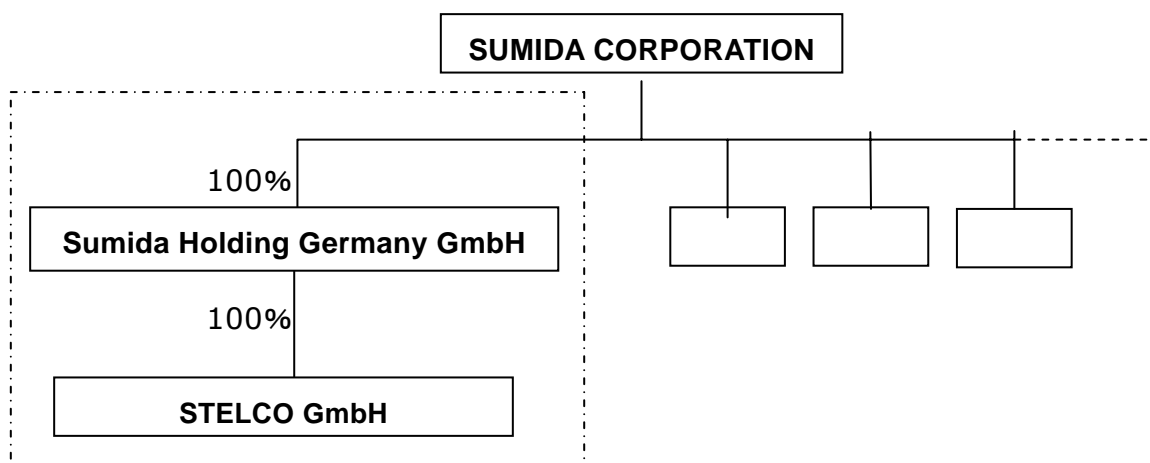 SUMIDA CORPORATION
100%
Sumida Holding Germany GmbH
100%
STELCO GmbH